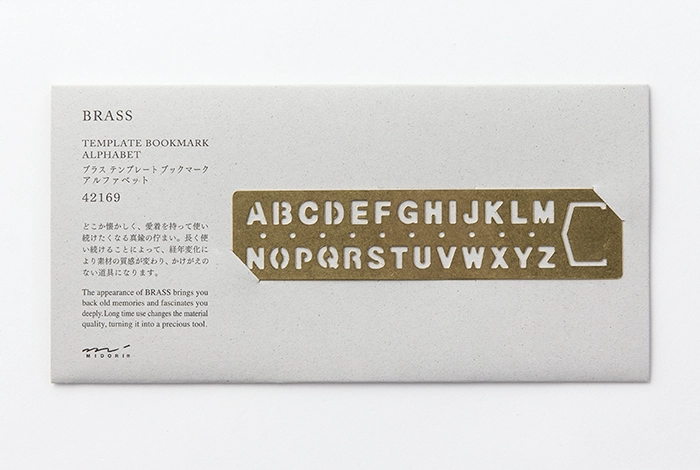 BRASS
TEMPLATE BOOKMARK
ALPHABET
ブラス テンプレート ブックマーク
アルファベット
42169
どこか懐かしく、愛着を持って使い
続けたくなる真鍮の佇まい。長く使
い続けることによって、経年変化に
より素材の質感が変わり、かけがえの
ない道具になります。
The appearance of BRASS brings you
back old memories and fascinates you
deeply. Long time use changes the material
quality, turning it into a precious tool.
MIDORI®
ABCDEFGHIJKLM
NOPQRSTUVWXYZ